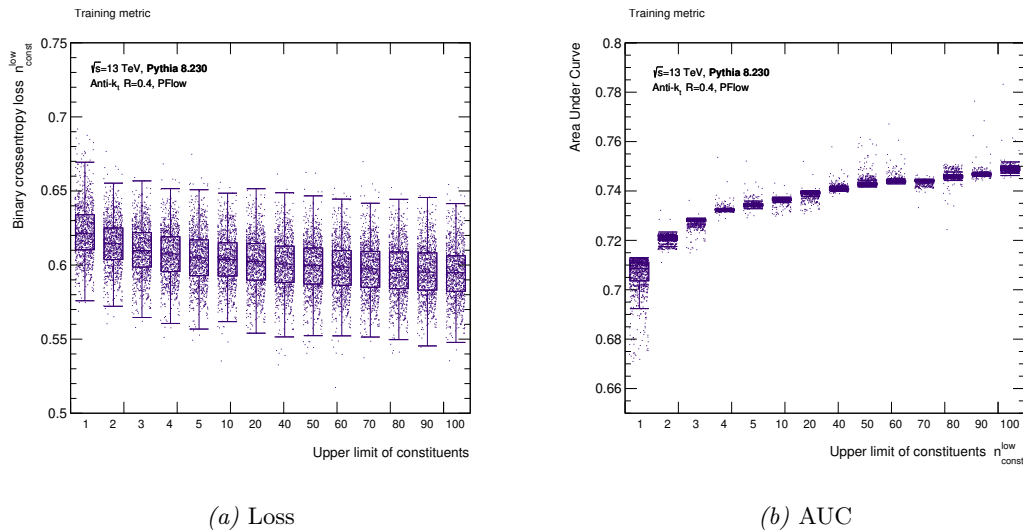 Training metric
Binary crossentropy loss n^low_const
0.75
0.7
0.65
0.6
0.55
0.5
√s=13 TeV, Pythia 8.230
Anti-k_t R=0.4, PFlow
1 2 3 4 5 10 20 40 50 60 70 80 90 100
Upper limit of constituents
(a) Loss
Training metric
Area Under Curve
0.8
0.78
0.76
0.74
0.72
0.7
0.68
0.66
√s=13 TeV, Pythia 8.230
Anti-k_t R=0.4, PFlow
1 2 3 4 5 10 20 40 50 60 70 80 90 100
Upper limit of constituents n^low_const
(b) AUC